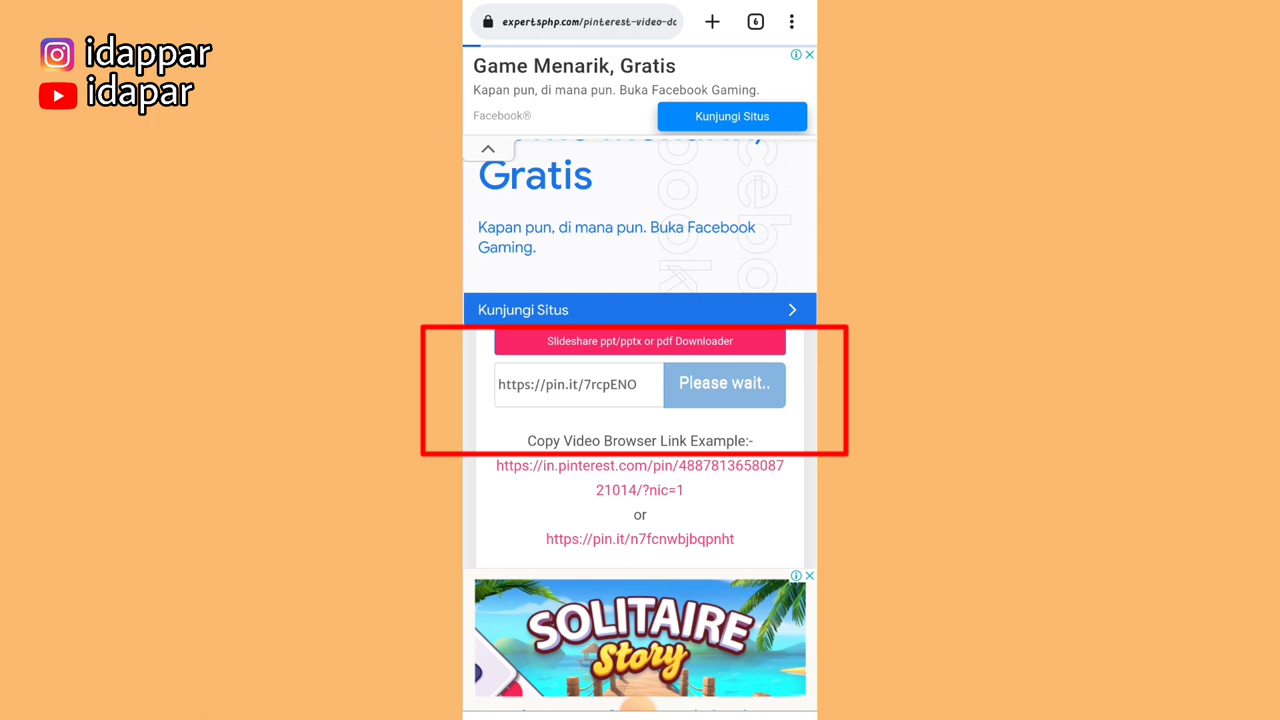 idappar
idapar
expertsphp.com/pinterest-video-dc
6
Game Menarik, Gratis
Kapan pun, di mana pun. Buka Facebook Gaming.
Facebook®
Kunjungi Situs
Gratis
Kapan pun, di mana pun. Buka Facebook
Gaming.
Kunjungi Situs
Slideshare ppt/pptx or pdf Downloader
https://pin.it/7rcpENO
Please wait..
Copy Video Browser Link Example:-
https://in.pinterest.com/pin/4887813658087
21014/?nic=1
or
https://pin.it/n7fcnwbjbqpnht
SOLITAIRE
Story